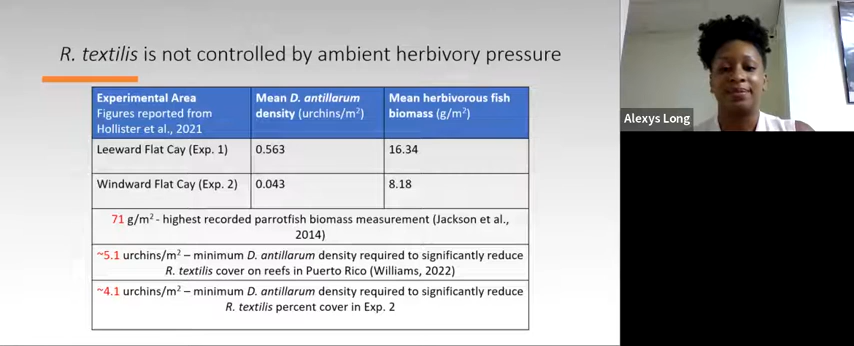 R. textilis is not controlled by ambient herbivory pressure
Experimental Area
Figures reported from
Hollister et al., 2021
Mean D. antillarum
density (urchins/m²)
Mean herbivorous fish
biomass (g/m²)
Leeward Flat Cay (Exp. 1)
0.563
16.34
Windward Flat Cay (Exp. 2)
0.043
8.18
71 g/m² - highest recorded parrotfish biomass measurement (Jackson et al.,
2014)
~5.1 urchins/m² – minimum D. antillarum density required to significantly reduce
R. textilis cover on reefs in Puerto Rico (Williams, 2022)
~4.1 urchins/m² – minimum D. antillarum density required to significantly reduce
R. textilis percent cover in Exp. 2
Alexys Long